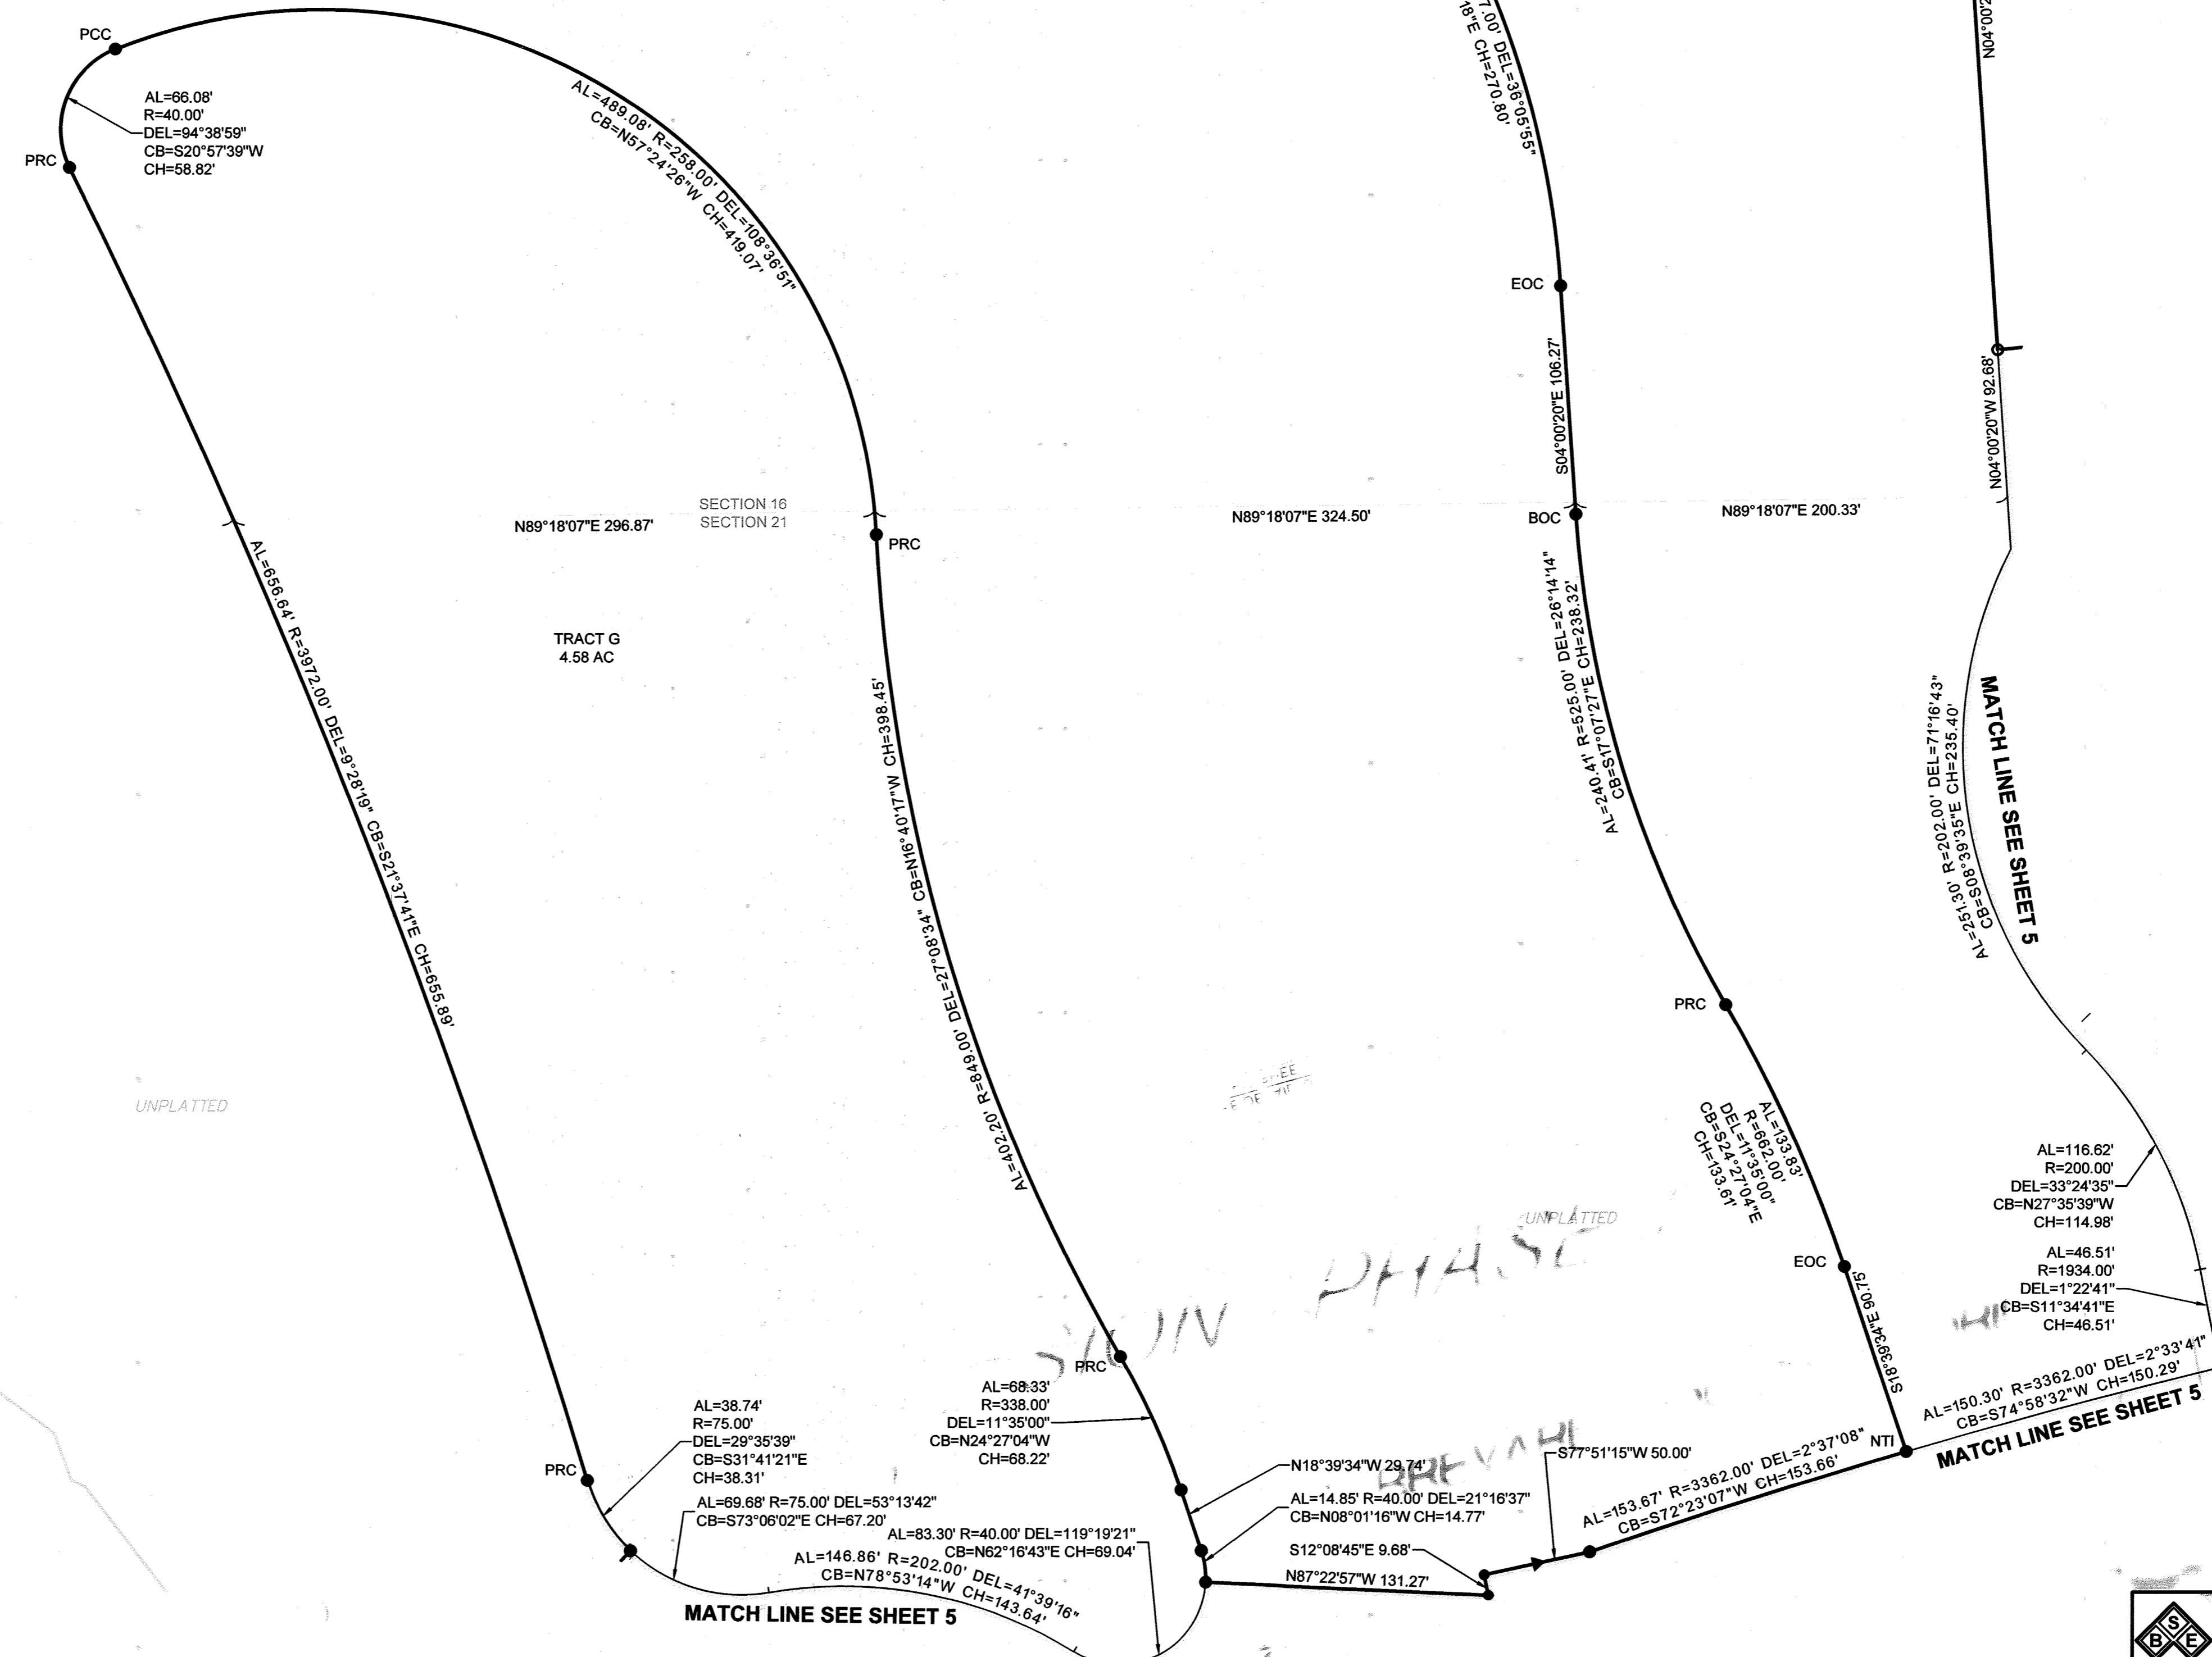 PCC
AL=66.08'
R=40.00'
DEL=94°38'59"
CB=S20°57'39"W
CH=58.82'
PRC
AL=489.08' R=258.00' DEL=108°36'51"
CB=N57°24'26"W CH=419.07'
7.00' DEL=36°05'55"
18"E CH=270.80'
N04°00'2
EOC
S04°00'20"E 106.27'
N04°00'20"W 92.68'
SECTION 16
SECTION 21
N89°18'07"E 296.87'
PRC
N89°18'07"E 324.50'
BOC
N89°18'07"E 200.33'
AL=656.64' R=3972.00' DEL=9°28'19" CB=S21°37'41"E CH=655.89'
TRACT G
4.58 AC
AL=402.20' R=849.00' DEL=27°08'34" CB=N16°40'17"W CH=398.45'
AL=240.41' R=525.00' DEL=26°14'14"
CB=S17°07'27"E CH=238.32'
AL=251.30' R=202.00' DEL=71°16'43"
CB=S08°39'35"E CH=235.40'
MATCH LINE SEE SHEET 5
PRC
UNPLATTED
AL=133.83'
R=662.00'
DEL=11°35'00"
CB=S24°27'04"E
CH=133.61'
UNPLATTED
AL=116.62'
R=200.00'
DEL=33°24'35"
CB=N27°35'39"W
CH=114.98'
AL=46.51'
R=1934.00'
DEL=1°22'41"
CB=S11°34'41"E
CH=46.51'
PHASE
EOC
S18°39'34"E 90.75'
PRC
AL=68.33'
R=338.00'
DEL=11°35'00"
CB=N24°27'04"W
CH=68.22'
AL=38.74'
R=75.00'
DEL=29°35'39"
CB=S31°41'21"E
CH=38.31'
PRC
AL=150.30' R=3362.00' DEL=2°33'41"
CB=S74°58'32"W CH=150.29'
MATCH LINE SEE SHEET 5
NTI
N18°39'34"W 29.74'
S77°51'15"W 50.00'
AL=153.67' R=3362.00' DEL=2°37'08"
CB=S72°23'07"W CH=153.66'
AL=69.68' R=75.00' DEL=53°13'42"
CB=S73°06'02"E CH=67.20'
AL=14.85' R=40.00' DEL=21°16'37"
CB=N08°01'16"W CH=14.77'
AL=83.30' R=40.00' DEL=119°19'21"
CB=N62°16'43"E CH=69.04'
S12°08'45"E 9.68'
N87°22'57"W 131.27'
AL=146.86' R=202.00' DEL=41°39'16"
CB=N78°53'14"W CH=143.64'
MATCH LINE SEE SHEET 5
S
B E